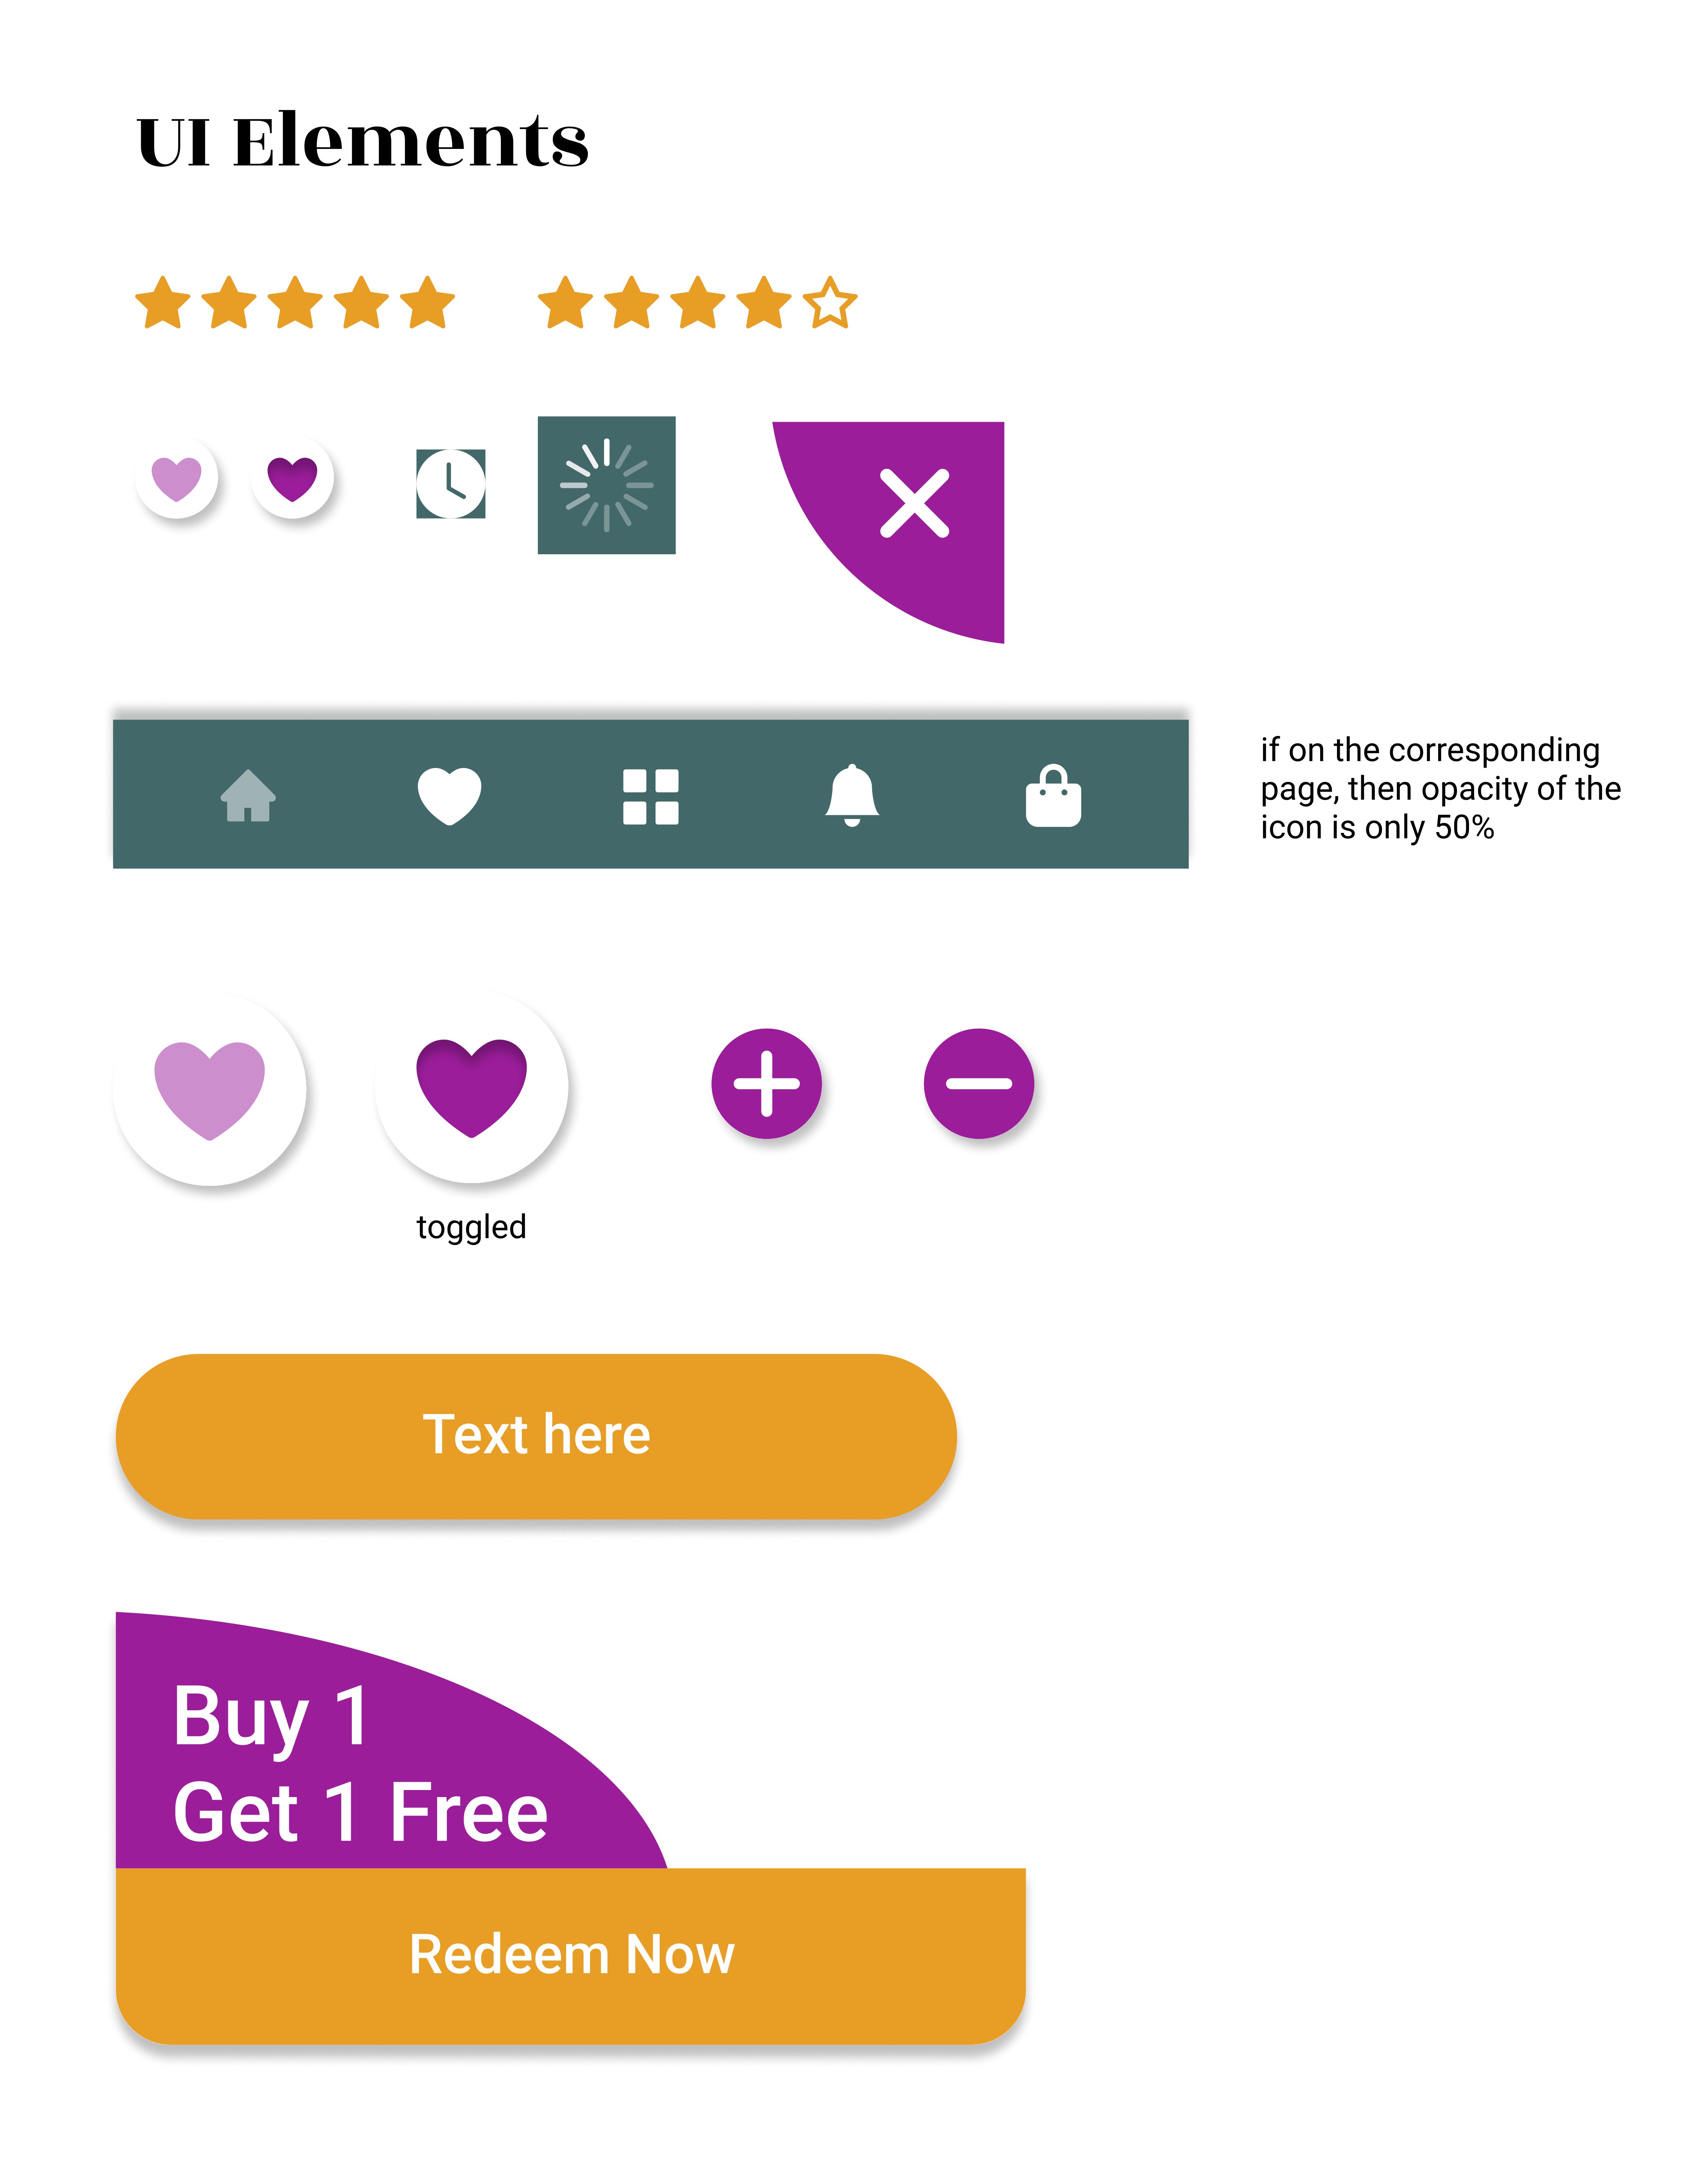 UI Elements
if on the corresponding
page, then opacity of the
icon is only 50%
toggled
Text here
Buy 1
Get 1 Free
Redeem Now